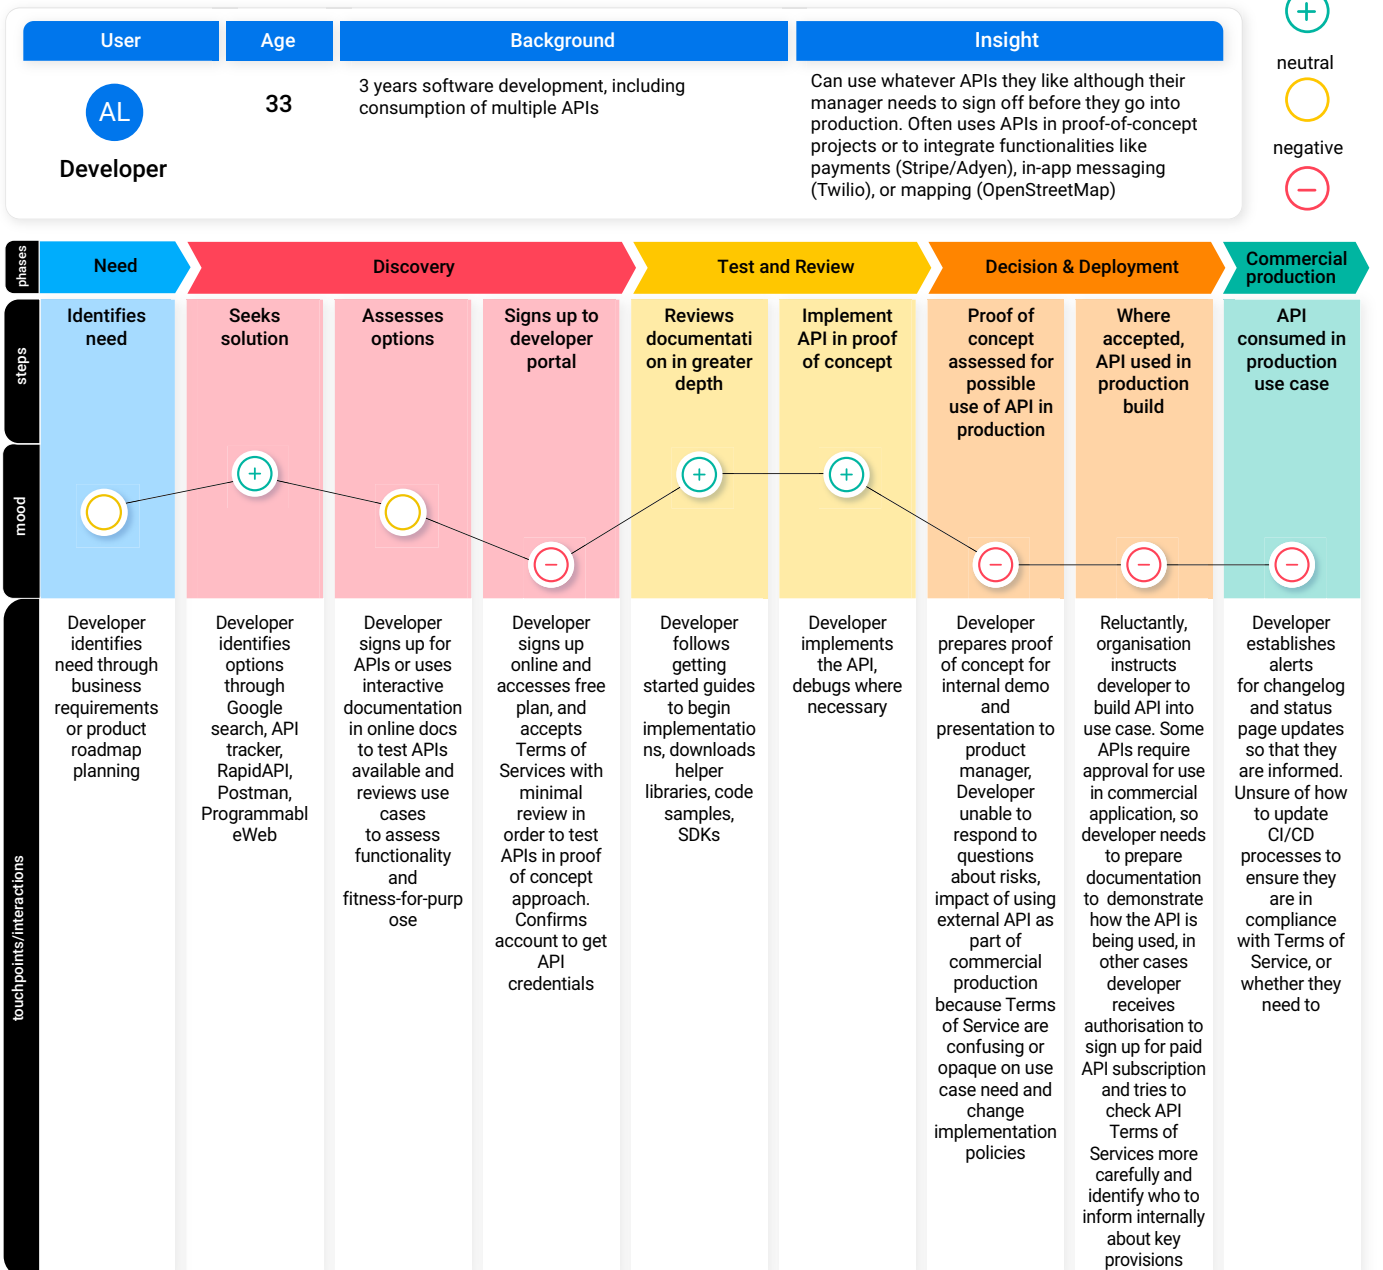 User
Age
Background
Insight
AL
Developer
33
3 years software development, including
consumption of multiple APIs
Can use whatever APIs they like although their
manager needs to sign off before they go into
production. Often uses APIs in proof-of-concept
projects or to integrate functionalities like
payments (Stripe/Adyen), in-app messaging
(Twilio), or mapping (OpenStreetMap)
neutral
negative
phases
Need
Discovery
Test and Review
Decision & Deployment
Commercial
production
steps
Identifies
need
Seeks
solution
Assesses
options
Signs up to
developer
portal
Reviews
documentati
on in greater
depth
Implement
API in proof
of concept
Proof of
concept
assessed for
possible
use of API in
production
Where
accepted,
API used in
production
build
API
consumed in
production
use case
mood
touchpoints/interactions
Developer
identifies
need through
business
requirements
or product
roadmap
planning
Developer
identifies
options
through
Google
search, API
tracker,
RapidAPI,
Postman,
Programmabl
eWeb
Developer
signs up for
APIs or uses
interactive
documentation
in online docs
to test APIs
available and
reviews use
cases
to assess
functionality
and
fitness-for-purp
ose
Developer
signs up
online and
accesses free
plan, and
accepts
Terms of
Services with
minimal
review in
order to test
APIs in proof
of concept
approach.
Confirms
account to get
API
credentials
Developer
follows
getting
started guides
to begin
implementatio
ns, downloads
helper
libraries, code
samples,
SDKs
Developer
implements
the API,
debugs where
necessary
Developer
prepares proof
of concept for
internal demo
and
presentation to
product
manager,
Developer
unable to
respond to
questions
about risks,
impact of using
external API as
part of
commercial
production
because Terms
of Service are
confusing or
opaque on use
case need and
change
implementation
policies
Reluctantly,
organisation
instructs
developer to
build API into
use case. Some
APIs require
approval for use
in commercial
application, so
developer needs
to prepare
documentation
to demonstrate
how the API is
being used, in
other cases
developer
receives
authorisation to
sign up for paid
API subscription
and tries to
check API
Terms of
Services more
carefully and
identify who to
inform internally
about key
provisions
Developer
establishes
alerts
for changelog
and status
page updates
so that they
are informed.
Unsure of how
to update
CI/CD
processes to
ensure they
are in
compliance
with Terms of
Service, or
whether they
need to